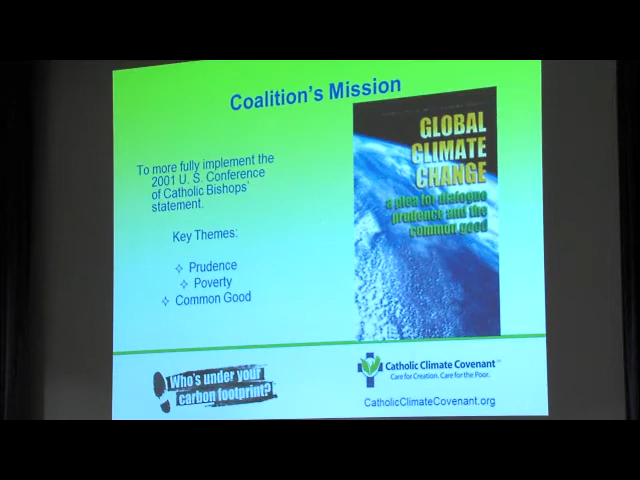 Coalition's Mission
To more fully implement the
2001 U. S. Conference
of Catholic Bishops'
statement.
Key Themes:
✧ Prudence
✧ Poverty
✧ Common Good
GLOBAL
CLIMATE
CHANGE
a plea for dialogue
prudence and the
common good
Who's under your
carbon footprint?
Catholic Climate Covenant
Care for Creation. Care for the Poor.
CatholicClimateCovenant.org